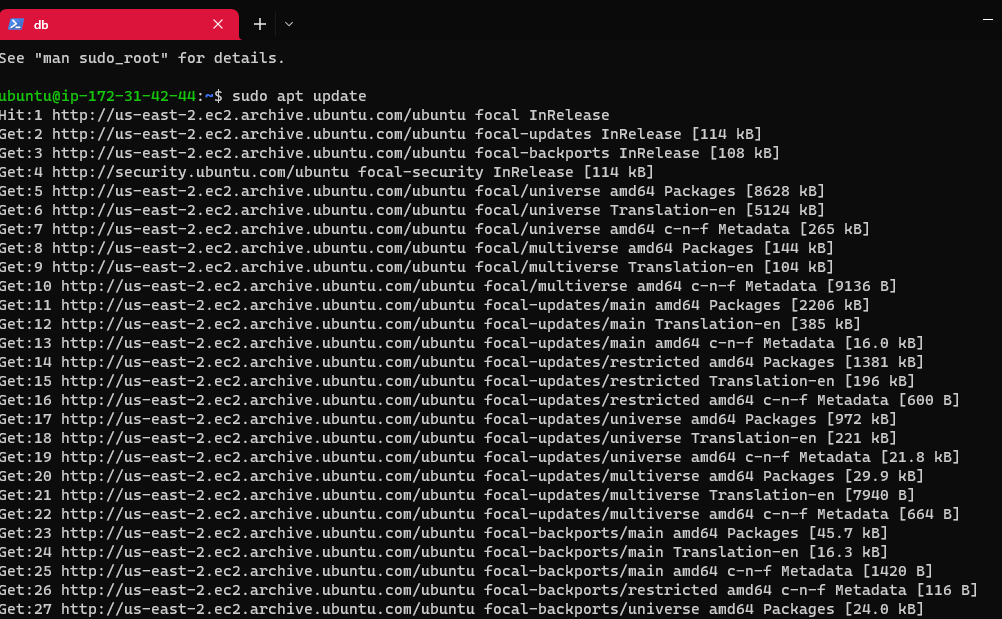 db
See "man sudo_root" for details.
ubuntu@ip-172-31-42-44:~$ sudo apt update
Hit:1 http://us-east-2.ec2.archive.ubuntu.com/ubuntu focal InRelease
Get:2 http://us-east-2.ec2.archive.ubuntu.com/ubuntu focal-updates InRelease [114 kB]
Get:3 http://us-east-2.ec2.archive.ubuntu.com/ubuntu focal-backports InRelease [108 kB]
Get:4 http://security.ubuntu.com/ubuntu focal-security InRelease [114 kB]
Get:5 http://us-east-2.ec2.archive.ubuntu.com/ubuntu focal/universe amd64 Packages [8628 kB]
Get:6 http://us-east-2.ec2.archive.ubuntu.com/ubuntu focal/universe Translation-en [5124 kB]
Get:7 http://us-east-2.ec2.archive.ubuntu.com/ubuntu focal/universe amd64 c-n-f Metadata [265 kB]
Get:8 http://us-east-2.ec2.archive.ubuntu.com/ubuntu focal/multiverse amd64 Packages [144 kB]
Get:9 http://us-east-2.ec2.archive.ubuntu.com/ubuntu focal/multiverse Translation-en [104 kB]
Get:10 http://us-east-2.ec2.archive.ubuntu.com/ubuntu focal/multiverse amd64 c-n-f Metadata [9136 B]
Get:11 http://us-east-2.ec2.archive.ubuntu.com/ubuntu focal-updates/main amd64 Packages [2206 kB]
Get:12 http://us-east-2.ec2.archive.ubuntu.com/ubuntu focal-updates/main Translation-en [385 kB]
Get:13 http://us-east-2.ec2.archive.ubuntu.com/ubuntu focal-updates/main amd64 c-n-f Metadata [16.0 kB]
Get:14 http://us-east-2.ec2.archive.ubuntu.com/ubuntu focal-updates/restricted amd64 Packages [1381 kB]
Get:15 http://us-east-2.ec2.archive.ubuntu.com/ubuntu focal-updates/restricted Translation-en [196 kB]
Get:16 http://us-east-2.ec2.archive.ubuntu.com/ubuntu focal-updates/restricted amd64 c-n-f Metadata [600 B]
Get:17 http://us-east-2.ec2.archive.ubuntu.com/ubuntu focal-updates/universe amd64 Packages [972 kB]
Get:18 http://us-east-2.ec2.archive.ubuntu.com/ubuntu focal-updates/universe Translation-en [221 kB]
Get:19 http://us-east-2.ec2.archive.ubuntu.com/ubuntu focal-updates/universe amd64 c-n-f Metadata [21.8 kB]
Get:20 http://us-east-2.ec2.archive.ubuntu.com/ubuntu focal-updates/multiverse amd64 Packages [29.9 kB]
Get:21 http://us-east-2.ec2.archive.ubuntu.com/ubuntu focal-updates/multiverse Translation-en [7940 B]
Get:22 http://us-east-2.ec2.archive.ubuntu.com/ubuntu focal-updates/multiverse amd64 c-n-f Metadata [664 B]
Get:23 http://us-east-2.ec2.archive.ubuntu.com/ubuntu focal-backports/main amd64 Packages [45.7 kB]
Get:24 http://us-east-2.ec2.archive.ubuntu.com/ubuntu focal-backports/main Translation-en [16.3 kB]
Get:25 http://us-east-2.ec2.archive.ubuntu.com/ubuntu focal-backports/main amd64 c-n-f Metadata [1420 B]
Get:26 http://us-east-2.ec2.archive.ubuntu.com/ubuntu focal-backports/restricted amd64 c-n-f Metadata [116 B]
Get:27 http://us-east-2.ec2.archive.ubuntu.com/ubuntu focal-backports/universe amd64 Packages [24.0 kB]